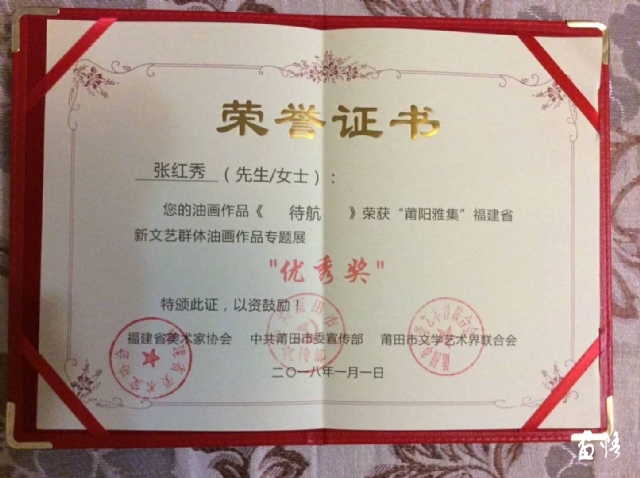 荣誉证书
张红秀（先生/女士）：
您的油画作品《 待航 》荣获“莆阳雅集”福建省
新文艺群体油画作品专题展
"优秀奖"
特颁此证，以资鼓励！
福建省美术家协会 中共莆田市委宣传部 莆田市文学艺术界联合会
二〇一八年一月一日